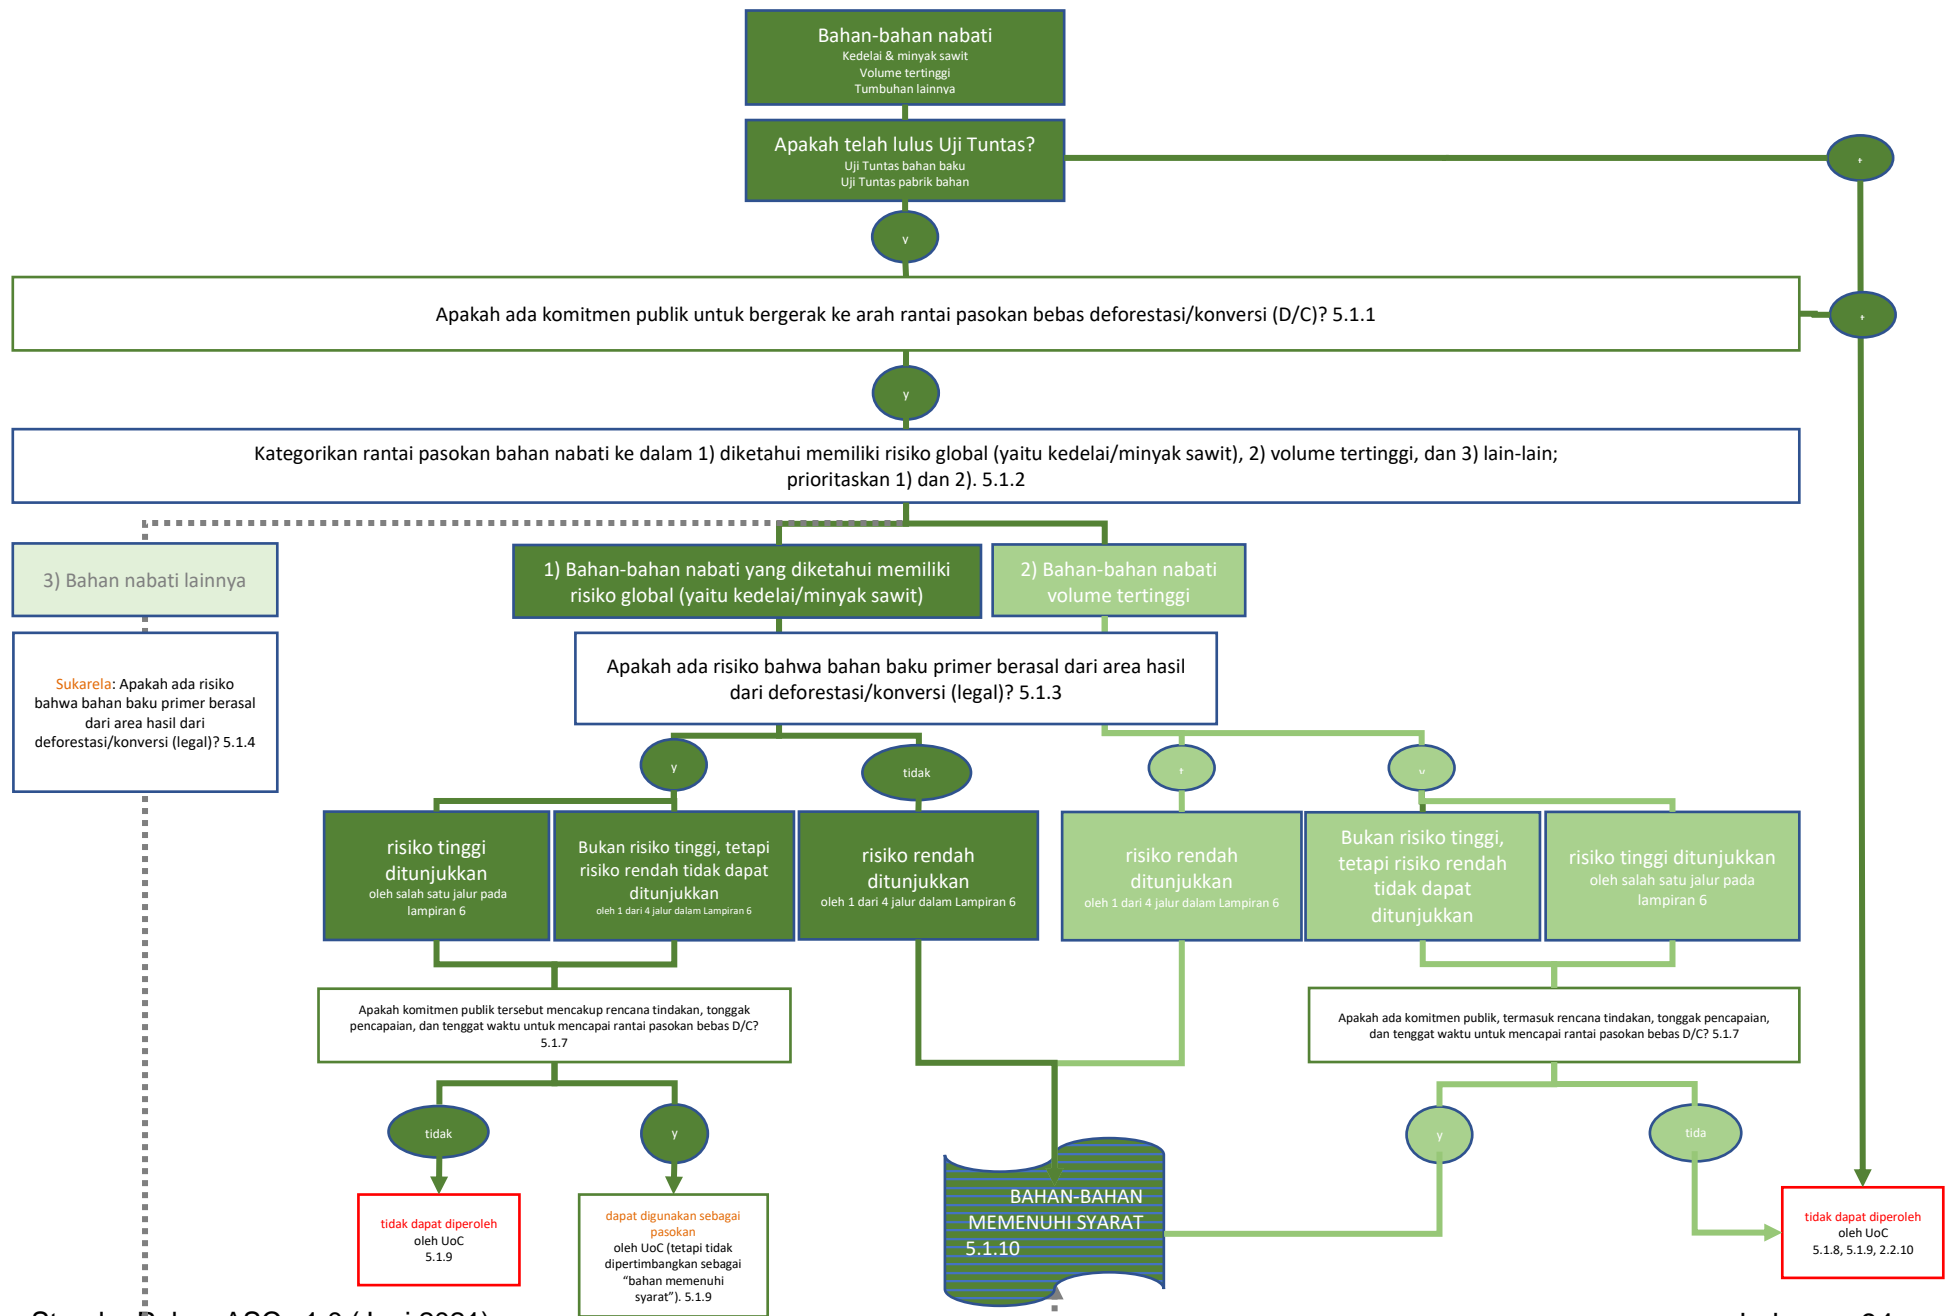 Bahan-bahan nabati
Kedelai & minyak sawit
Volume tertinggi
Tumbuhan lainnya
Apakah telah lulus Uji Tuntas?
Uji Tuntas bahan baku
Uji Tuntas pabrik bahan
Apakah ada komitmen publik untuk bergerak ke arah rantai pasokan bebas deforestasi/konversi (D/C)? 5.1.1
y
Kategorikan rantai pasokan bahan nabati ke dalam 1) diketahui memiliki risiko global (yaitu kedelai/minyak sawit), 2) volume tertinggi, dan 3) lain-lain;
prioritaskan 1) dan 2). 5.1.2
3) Bahan nabati lainnya
1) Bahan-bahan nabati yang diketahui memiliki
risiko global (yaitu kedelai/minyak sawit)
2) Bahan-bahan nabati
volume tertinggi
Sukarela: Apakah ada risiko
bahwa bahan baku primer berasal
dari area hasil dari
deforestasi/konversi (legal)? 5.1.4
Apakah ada risiko bahwa bahan baku primer berasal dari area hasil
dari deforestasi/konversi (legal)? 5.1.3
y
tidak
risiko tinggi
ditunjukkan
oleh salah satu jalur pada
lampiran 6
Bukan risiko tinggi, tetapi
risiko rendah tidak dapat
ditunjukkan
oleh 1 dari 4 jalur dalam Lampiran 6
risiko rendah
ditunjukkan
oleh 1 dari 4 jalur dalam Lampiran 6
risiko rendah
ditunjukkan
oleh 1 dari 4 jalur dalam Lampiran 6
Bukan risiko tinggi,
tetapi risiko rendah
tidak dapat
ditunjukkan
risiko tinggi ditunjukkan
oleh salah satu jalur pada
lampiran 6
Apakah komitmen publik tersebut mencakup rencana tindakan, tonggak
pencapaian, dan tenggat waktu untuk mencapai rantai pasokan bebas D/C?
5.1.7
Apakah ada komitmen publik, termasuk rencana tindakan, tonggak pencapaian,
dan tenggat waktu untuk mencapai rantai pasokan bebas D/C? 5.1.7
tidak
y
y
tida
tidak dapat diperoleh
oleh UoC
5.1.9
dapat digunakan sebagai
pasokan
oleh UoC (tetapi tidak
dipertimbangkan sebagai
“bahan memenuhi
syarat”). 5.1.9
BAHAN-BAHAN
MEMENUHI SYARAT
5.1.10
tidak dapat diperoleh
oleh UoC
5.1.8, 5.1.9, 2.2.10